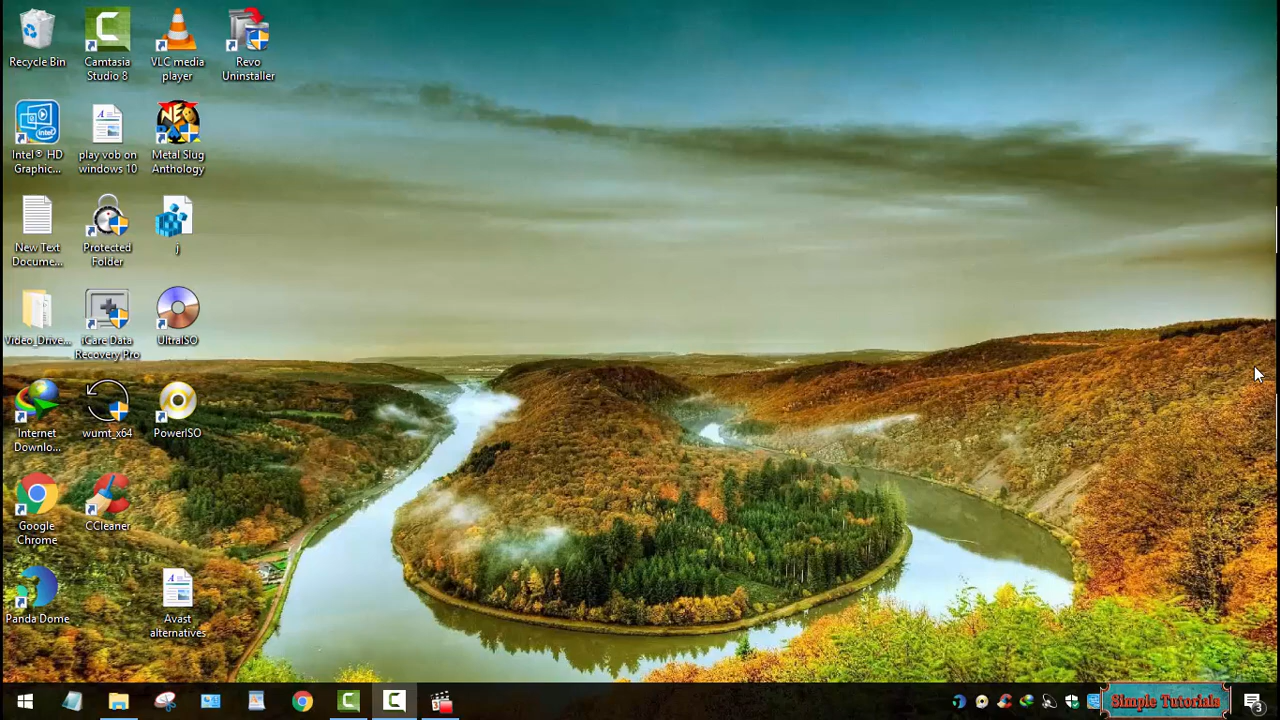 Recycle Bin
Camtasia
Studio 8
VLC media
player
Revo
Uninstaller
Intel® HD
Graphic...
play vob on
windows 10
Metal Slug
Anthology
New Text
Docume...
Protected
Folder
j
Video_Drive...
iCare Data
Recovery Pro
UltraISO
Internet
Downlo...
wumt_x64
PowerISO
Google
Chrome
CCleaner
Panda Dome
Avast
alternatives
Simple Tutorials
3